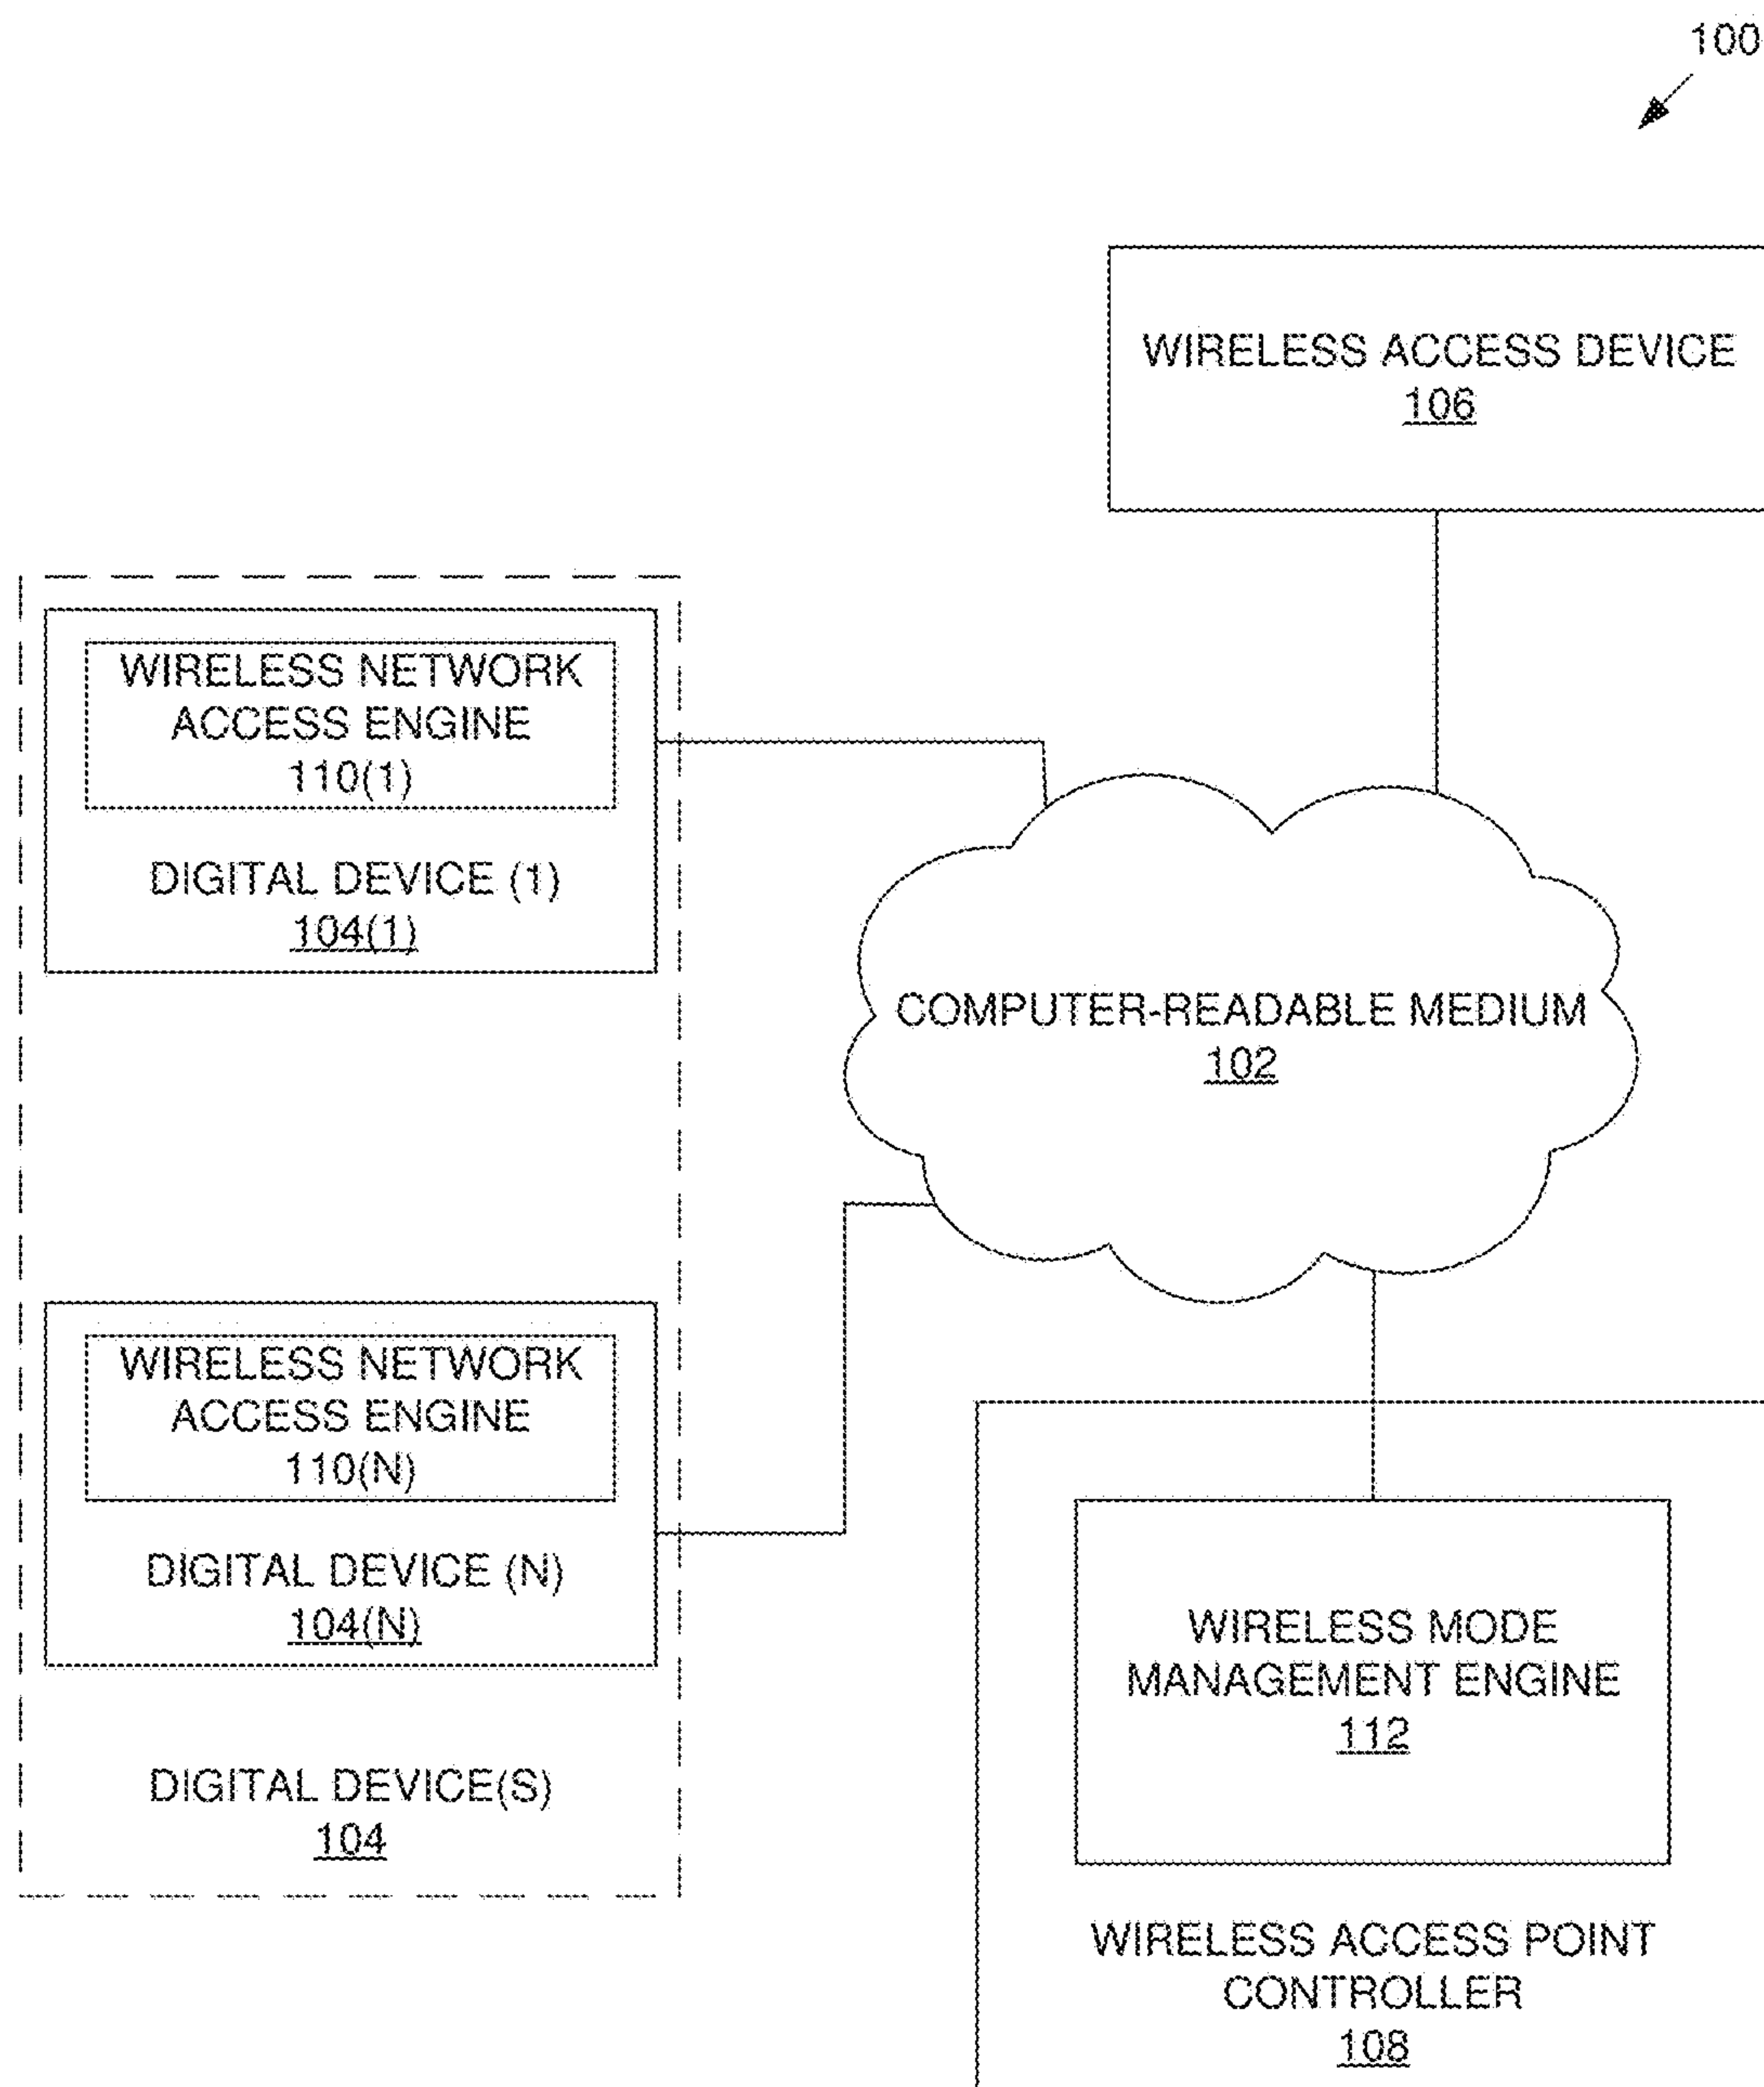 100
WIRELESS ACCESS DEVICE
106
WIRELESS NETWORK
ACCESS ENGINE
110(1)
DIGITAL DEVICE (1)
104(1)
COMPUTER-READABLE MEDIUM
102
WIRELESS NETWORK
ACCESS ENGINE
110(N)
DIGITAL DEVICE (N)
104(N)
DIGITAL DEVICE(S)
104
WIRELESS MODE
MANAGEMENT ENGINE
112
WIRELESS ACCESS POINT
CONTROLLER
108